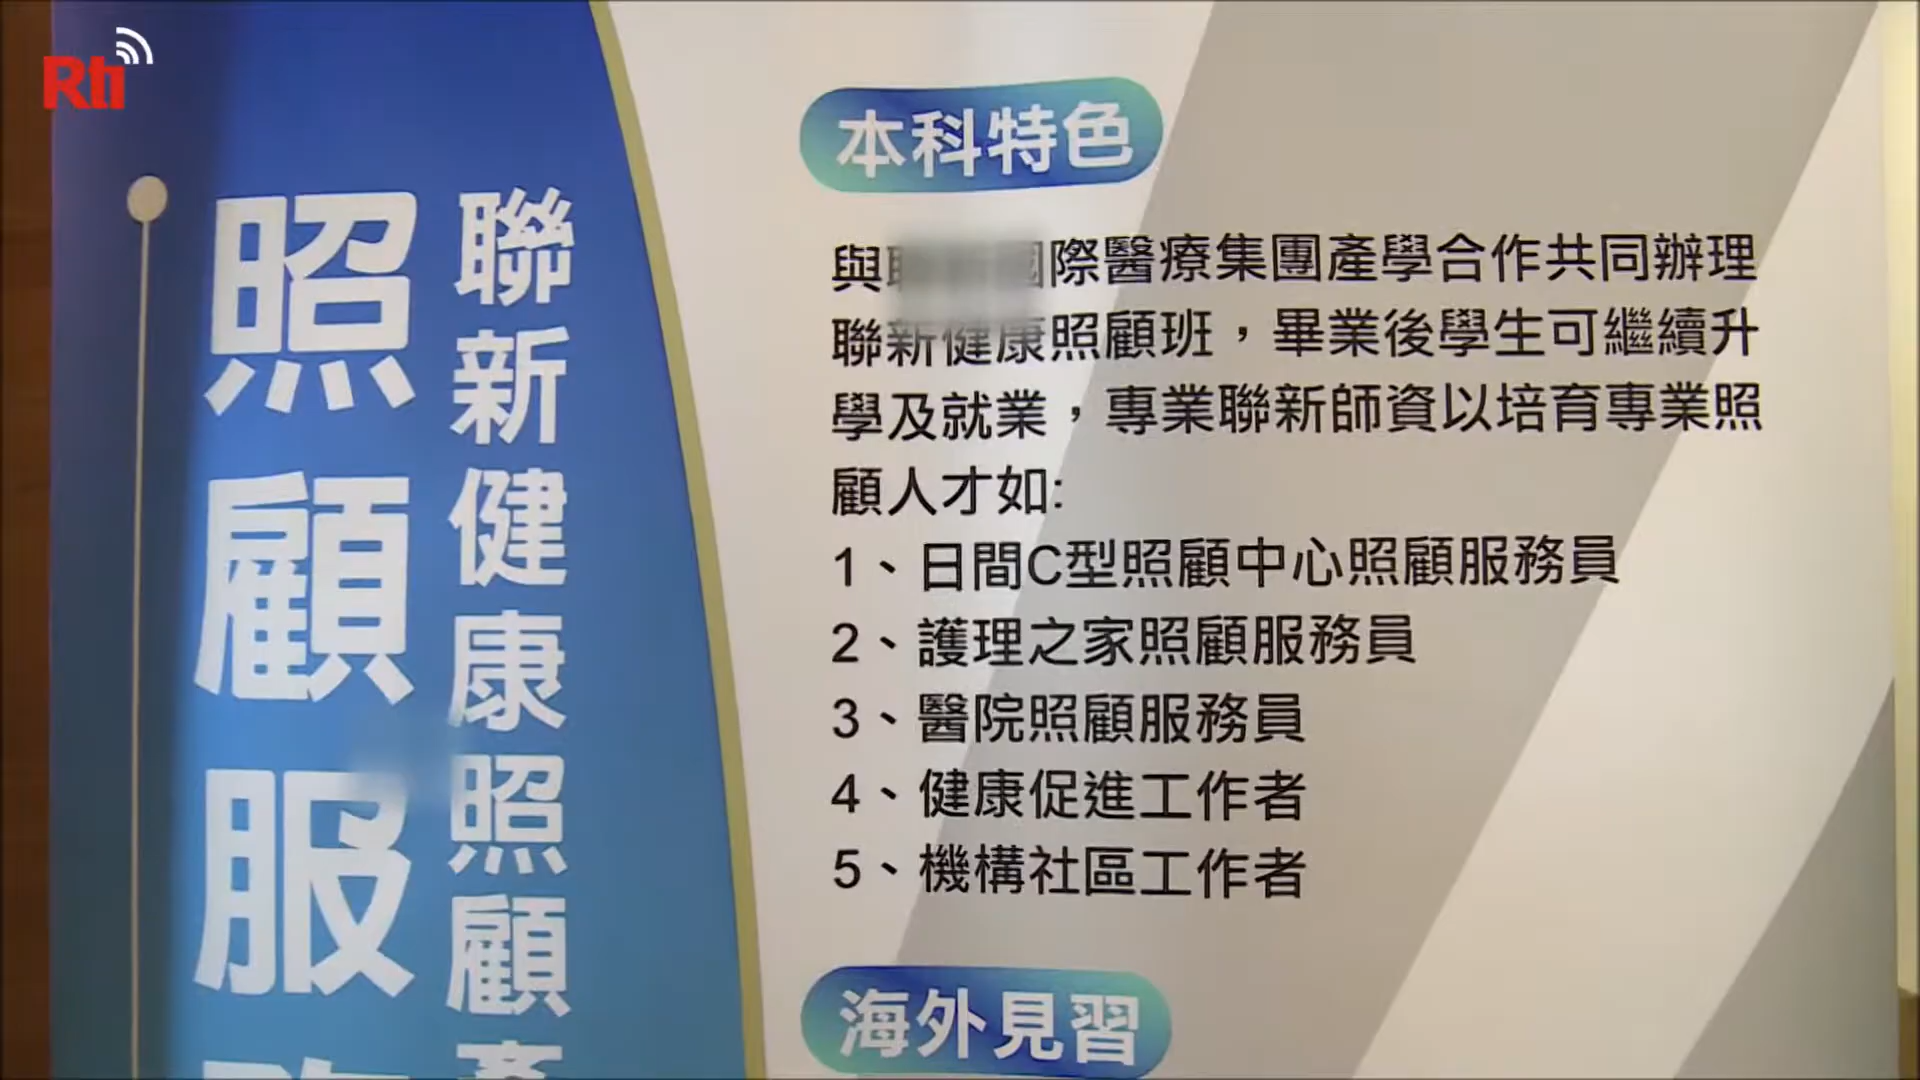 Rti
聯新健康照顧產
照顧服
本科特色
與國際醫療集團產學合作共同辦理
聯新健康照顧班，畢業後學生可繼續升
學及就業，專業聯新師資以培育專業照
顧人才如:
1、日間C型照顧中心照顧服務員
2、護理之家照顧服務員
3、醫院照顧服務員
4、健康促進工作者
5、機構社區工作者
海外見習